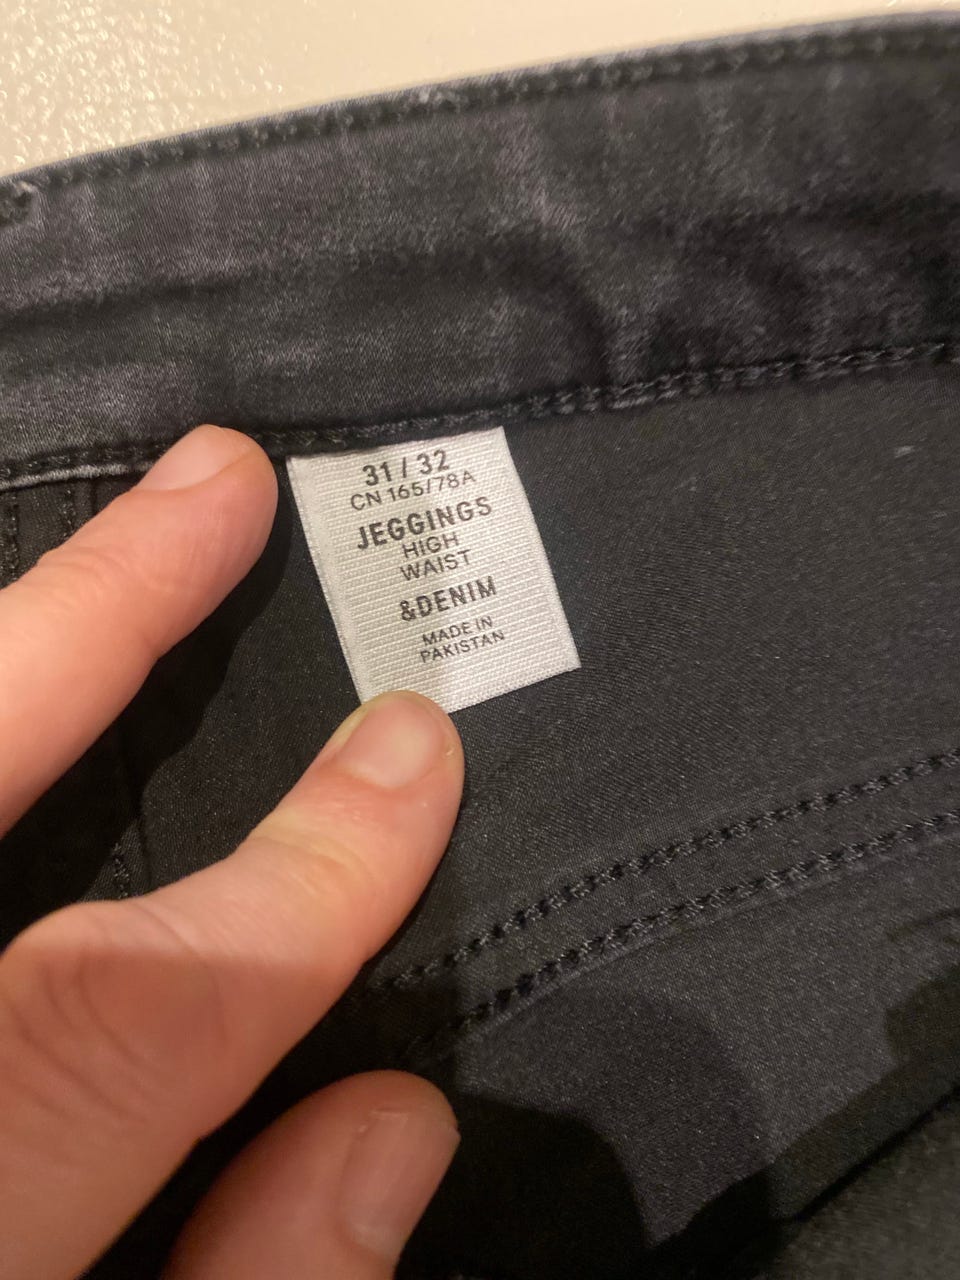 31 / 32
CN 165/78A
JEGGINGS
HIGH
WAIST
&DENIM
MADE IN
PAKISTAN